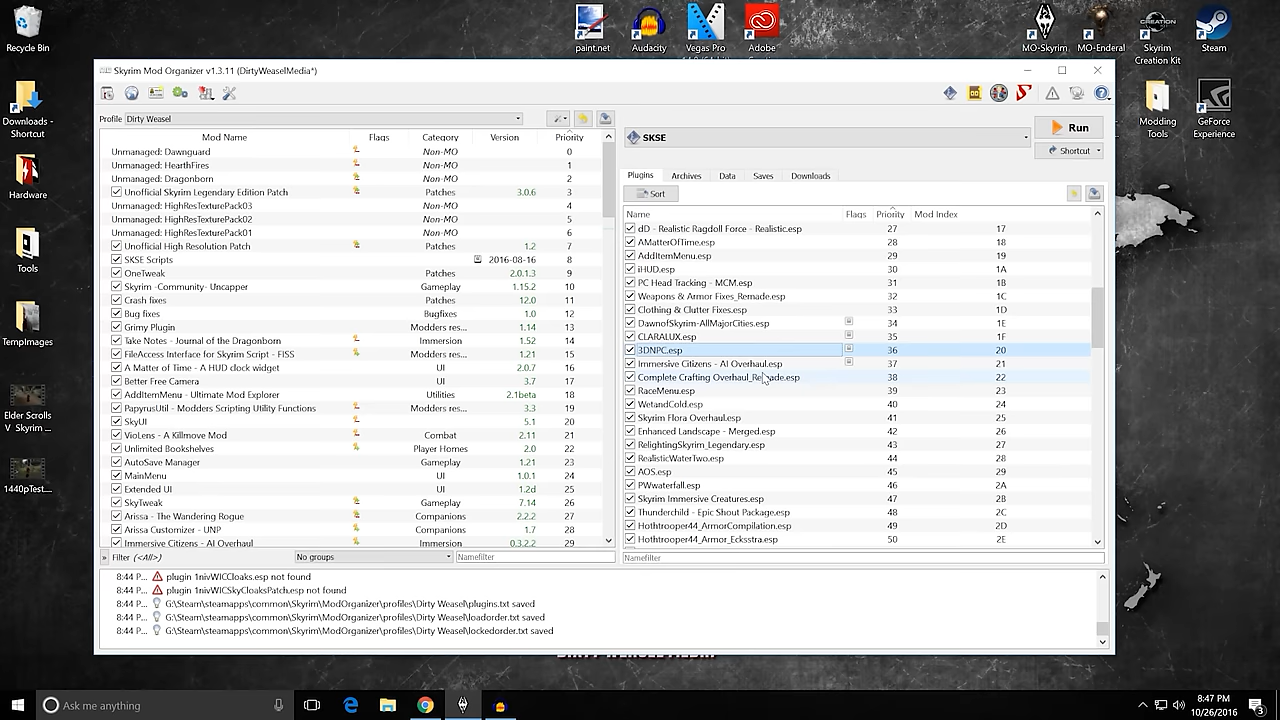 Recycle Bin
Downloads - Shortcut
Hardware
Tools
TempImages
Elder Scrolls V Skyrim ...
1440pTest....
paint.net
Audacity
Vegas Pro
Adobe
MO-Skyrim
MO-Enderal
Skyrim Creation Kit
Steam
Modding Tools
GeForce Experience
Skyrim Mod Organizer v1.3.11 (DirtyWeaselMedia*)
Profile Dirty Weasel
Mod Name Flags Category Version Priority
Unmanaged: Dawnguard Non-MO 0
Unmanaged: HearthFires Non-MO 1
Unmanaged: Dragonborn Non-MO 2
Unofficial Skyrim Legendary Edition Patch Patches 3.0.6 3
Unmanaged: HighResTexturePack03 Non-MO 4
Unmanaged: HighResTexturePack02 Non-MO 5
Unmanaged: HighResTexturePack01 Non-MO 6
Unofficial High Resolution Patch Patches 1.2 7
SKSE Scripts 2016-08-16 8
OneTweak Patches 2.0.1.3 9
Skyrim -Community- Uncapper Gameplay 1.15.2 10
Crash fixes Patches 12.0 11
Bug fixes Bugfixes 1.0 12
Grimy Plugin Modders res... 1.14 13
Take Notes - Journal of the Dragonborn Immersion 1.52 14
FileAccess Interface for Skyrim Script - FISS Modders res... 1.21 15
A Matter of Time - A HUD clock widget UI 2.0.7 16
Better Free Camera UI 3.7 17
AddItemMenu - Ultimate Mod Explorer Utilities 2.1beta 18
PapyrusUtil - Modders Scripting Utility Functions Modders res... 3.3 19
SkyUI UI 5.1 20
VioLens - A Killmove Mod Combat 2.11 21
Unlimited Bookshelves Player Homes 2.0 22
AutoSave Manager Gameplay 1.21 23
MainMenu UI 1.0.1 24
Extended UI UI 1.2d 25
SkyTweak Gameplay 7.14 26
Arissa - The Wandering Rogue Companions 2.2.2 27
Arissa Customizer - UNP Companions 1.7 28
Immersive Citizens - AI Overhaul Immersion 0.3.2.2 29
Filter (<All>) No groups Namefilter
SKSE
Run
Shortcut
Plugins Archives Data Saves Downloads
Sort
Name Flags Priority Mod Index
dD - Realistic Ragdoll Force - Realistic.esp 27 17
AMatterOfTime.esp 28 18
AddItemMenu.esp 29 19
iHUD.esp 30 1A
PC Head Tracking - MCM.esp 31 1B
Weapons & Armor Fixes_Remade.esp 32 1C
Clothing & Clutter Fixes.esp 33 1D
DawnofSkyrim-AllMajorCities.esp 34 1E
CLARALUX.esp 35 1F
3DNPC.esp 36 20
Immersive Citizens - AI Overhaul.esp 37 21
Complete Crafting Overhaul_Remade.esp 38 22
RaceMenu.esp 39 23
WetandCold.esp 40 24
Skyrim Flora Overhaul.esp 41 25
Enhanced Landscape - Merged.esp 42 26
RelightingSkyrim_Legendary.esp 43 27
RealisticWaterTwo.esp 44 28
AOS.esp 45 29
PWwaterfall.esp 46 2A
Skyrim Immersive Creatures.esp 47 2B
Thunderchild - Epic Shout Package.esp 48 2C
Hothtrooper44_ArmorCompilation.esp 49 2D
Hothtrooper44_Armor_Ecksstra.esp 50 2E
Namefilter
8:44 P... plugin 1nivWICCloaks.esp not found
8:44 P... plugin 1nivWICSkyCloaksPatch.esp not found
8:44 P... G:\Steam\steamapps\common\Skyrim\ModOrganizer\profiles\Dirty Weasel\plugins.txt saved
8:44 P... G:\Steam\steamapps\common\Skyrim\ModOrganizer\profiles\Dirty Weasel\loadorder.txt saved
8:44 P... G:\Steam\steamapps\common\Skyrim\ModOrganizer\profiles\Dirty Weasel\lockedorder.txt saved
Ask me anything
8:47 PM
10/26/2016